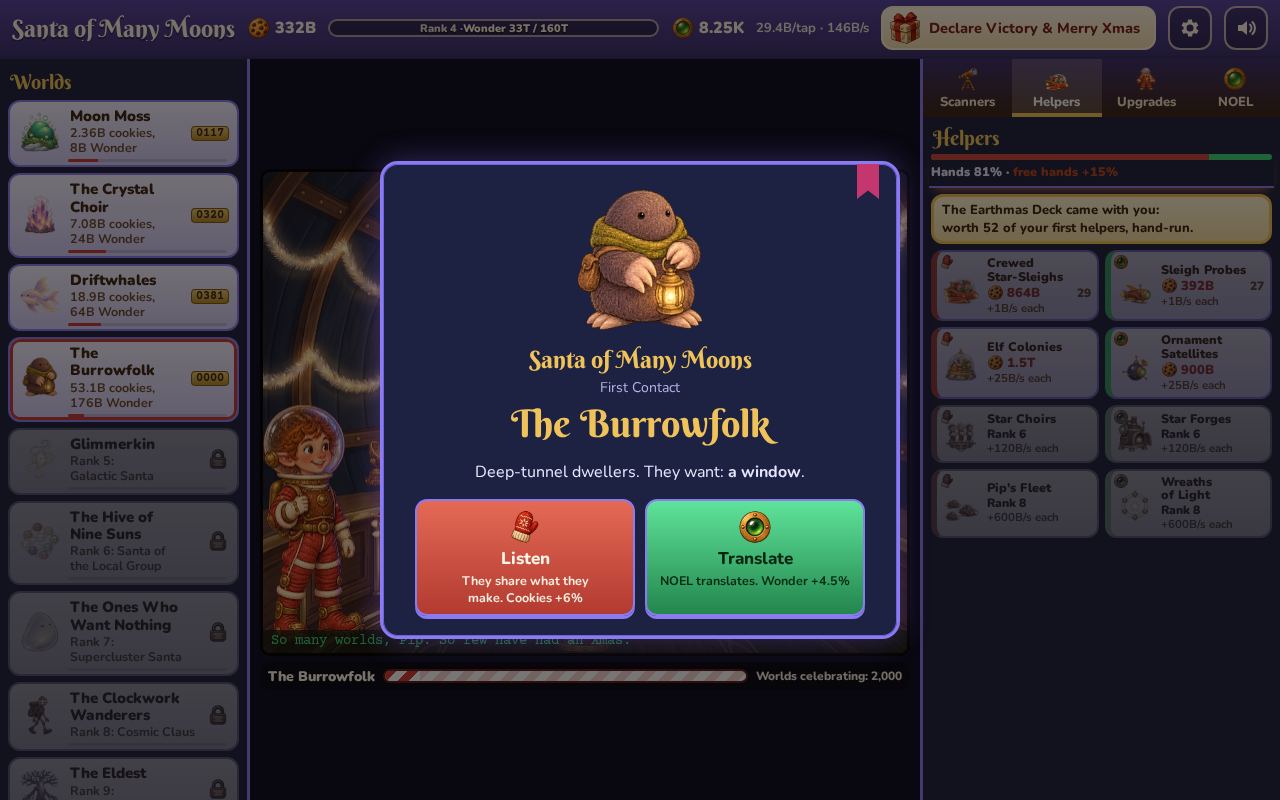 Santa of Many Moons
332B
Rank 4 · Wonder 33T / 160T
8.25K
29.4B/tap · 146B/s
Declare Victory & Merry Xmas
Worlds
Moon Moss
2.36B cookies,
8B Wonder
0117
The Crystal
Choir
7.08B cookies,
24B Wonder
0320
Driftwhales
18.9B cookies,
64B Wonder
0381
The
Burrowfolk
53.1B cookies,
176B Wonder
0000
Glimmerkin
Rank 5:
Galactic Santa
The Hive of
Nine Suns
Rank 6: Santa of
the Local Group
The Ones Who
Want Nothing
Rank 7:
Supercluster Santa
The Clockwork
Wanderers
Rank 8: Cosmic Claus
The Eldest
Rank 9:
Santa of Many Moons
First Contact
The Burrowfolk
Deep-tunnel dwellers. They want: a window.
Listen
They share what they
make. Cookies +6%
Translate
NOEL translates. Wonder +4.5%
So many worlds, Pip. So few have had an Xmas.
The Burrowfolk
Worlds celebrating: 2,000
Scanners
Helpers
Upgrades
NOEL
Helpers
Hands 81% · free hands +15%
The Earthmas Deck came with you:
worth 52 of your first helpers, hand-run.
Crewed
Star-Sleighs
864B
29
+1B/s each
Sleigh Probes
392B
27
+1B/s each
Elf Colonies
1.5T
+25B/s each
Ornament
Satellites
900B
+25B/s each
Star Choirs
Rank 6
+120B/s each
Star Forges
Rank 6
+120B/s each
Pip's Fleet
Rank 8
+600B/s each
Wreaths
of Light
Rank 8
+600B/s each